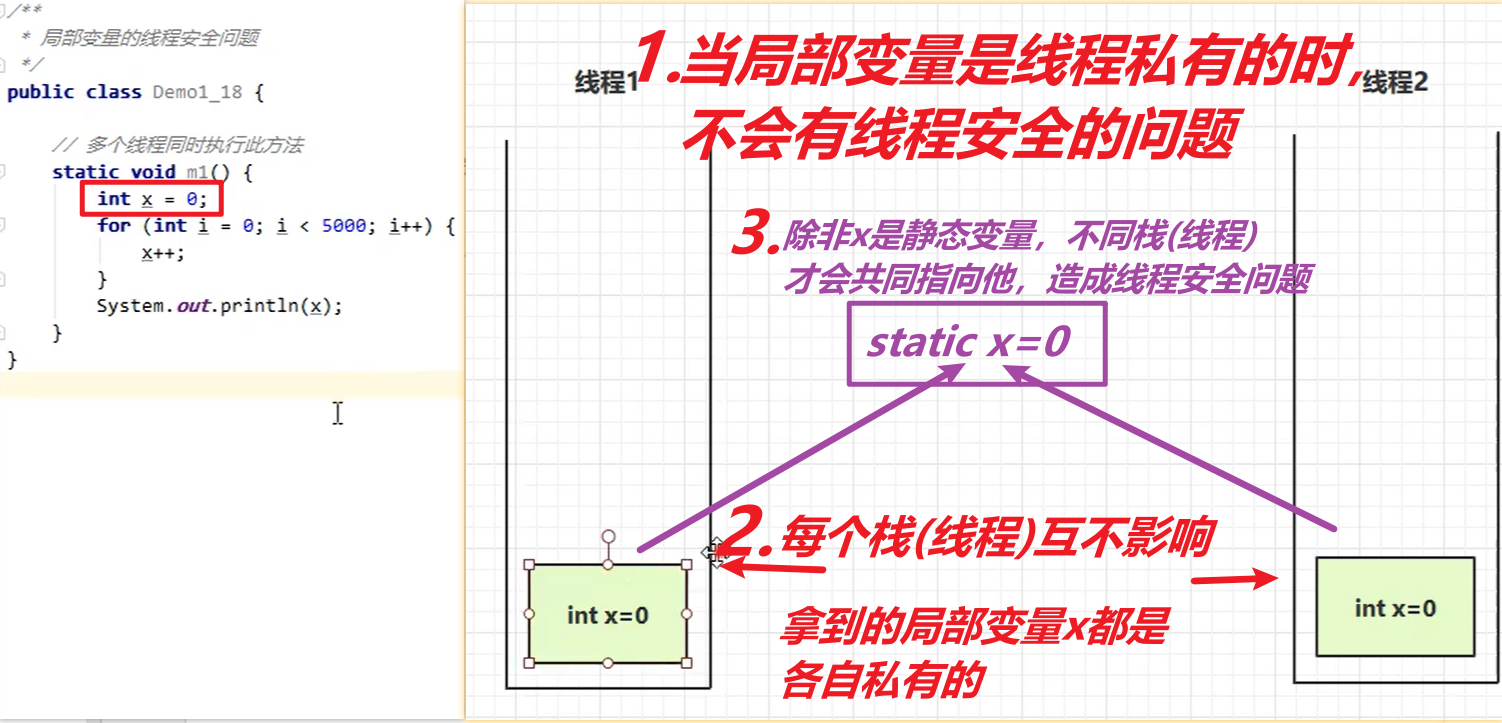 /**
* 局部变量的线程安全问题
*/
public class Demo1_18 {
// 多个线程同时执行此方法
static void m1() {
int x = 0;
for (int i = 0; i < 5000; i++) {
x++;
}
System.out.println(x);
}
}
线程1
线程2
1.当局部变量是线程私有的时,
不会有线程安全的问题
3.除非x是静态变量，不同栈(线程)
才会共同指向他，造成线程安全问题
static x=0
2.每个栈(线程)互不影响
拿到的局部变量x都是
各自私有的
int x=0
int x=0